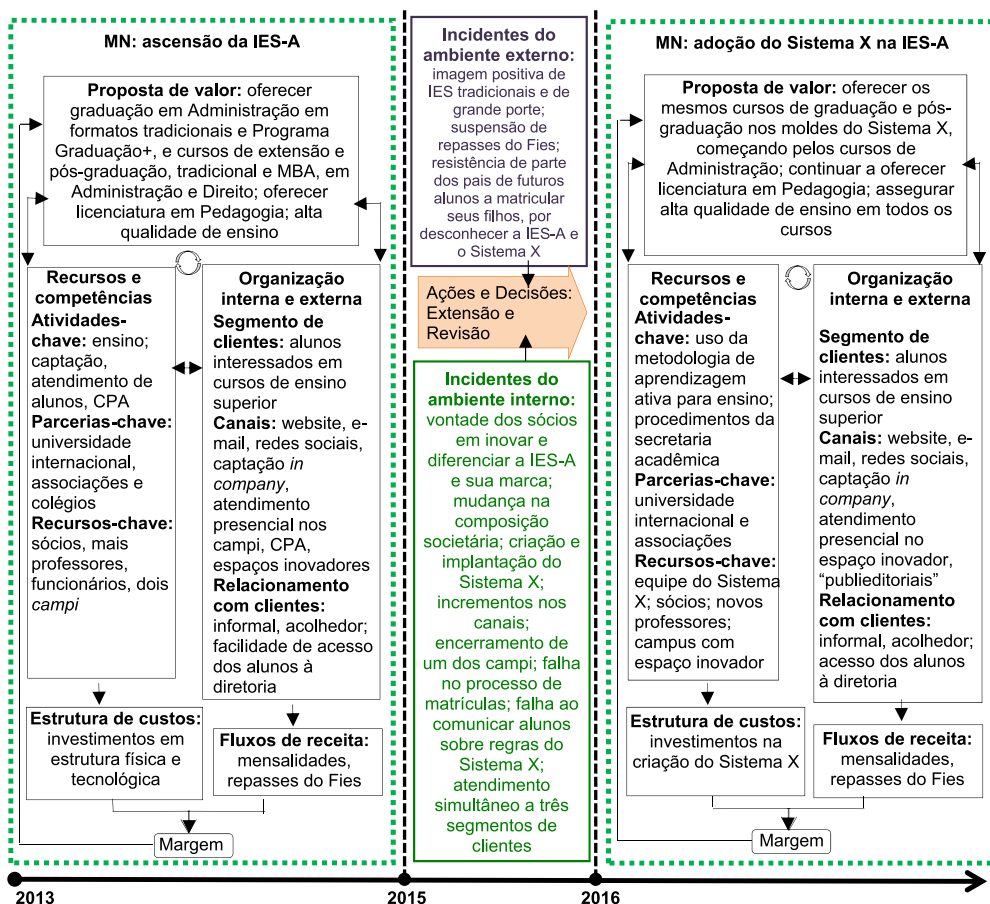 MN: ascensão da IES-A
Proposta de valor: oferecer
graduação em Administração em
formatos tradicionais e Programa
Graduação+, e cursos de extensão e
pós-graduação, tradicional e MBA, em
Administração e Direito; oferecer
licenciatura em Pedagogia; alta
qualidade de ensino
Recursos e
competências
Atividades-
chave: ensino;
captação,
atendimento de
alunos, CPA
Parcerias-chave:
universidade
internacional,
associações e
colégios
Recursos-chave:
sócios, mais
professores,
funcionários, dois
campi
Organização
interna e externa
Segmento de
clientes: alunos
interessados em
cursos de ensino
superior
Canais: website, e-
mail, redes sociais,
captação in
company,
atendimento
presencial nos
campi, CPA,
espaços inovadores
Relacionamento
com clientes:
informal, acolhedor;
facilidade de acesso
dos alunos à
diretoria
Estrutura de custos:
investimentos em
estrutura física e
tecnológica
Fluxos de receita:
mensalidades,
repasses do Fies
Margem
Incidentes do
ambiente externo:
imagem positiva de
IES tradicionais e de
grande porte;
suspensão de
repasses do Fies;
resistência de parte
dos pais de futuros
alunos a matricular
seus filhos, por
desconhecer a IES-A e
o Sistema X
Ações e Decisões:
Extensão e
Revisão
Incidentes do
ambiente interno:
vontade dos sócios
em inovar e
diferenciar a IES-A
e sua marca;
mudança na
composição
societária; criação e
implantação do
Sistema X;
incrementos nos
canais;
encerramento de
um dos campi; falha
no processo de
matrículas; falha ao
comunicar alunos
sobre regras do
Sistema X;
atendimento
simultâneo a três
segmentos de
clientes
MN: adoção do Sistema X na IES-A
Proposta de valor: oferecer os
mesmos cursos de graduação e pós-
graduação nos moldes do Sistema X,
começando pelos cursos de
Administração; continuar a oferecer
licenciatura em Pedagogia; assegurar
alta qualidade de ensino em todos os
cursos
Recursos e
competências
Atividades-
chave: uso da
metodologia de
aprendizagem
ativa para ensino;
procedimentos da
secretaria
acadêmica
Parcerias-chave:
universidade
internacional e
associações
Recursos-chave:
equipe do Sistema
X; sócios; novos
professores;
campus com
espaço inovador
Organização
interna e externa
Segmento de
clientes: alunos
interessados em
cursos de ensino
superior
Canais: website, e-
mail, redes sociais,
captação in
company,
atendimento
presencial no
espaço inovador,
“publieditoriais”
Relacionamento
com clientes:
informal, acolhedor;
acesso dos alunos à
diretoria
Estrutura de custos:
investimentos na
criação do Sistema X
Fluxos de receita:
mensalidades,
repasses do Fies
Margem
2013
2015
2016